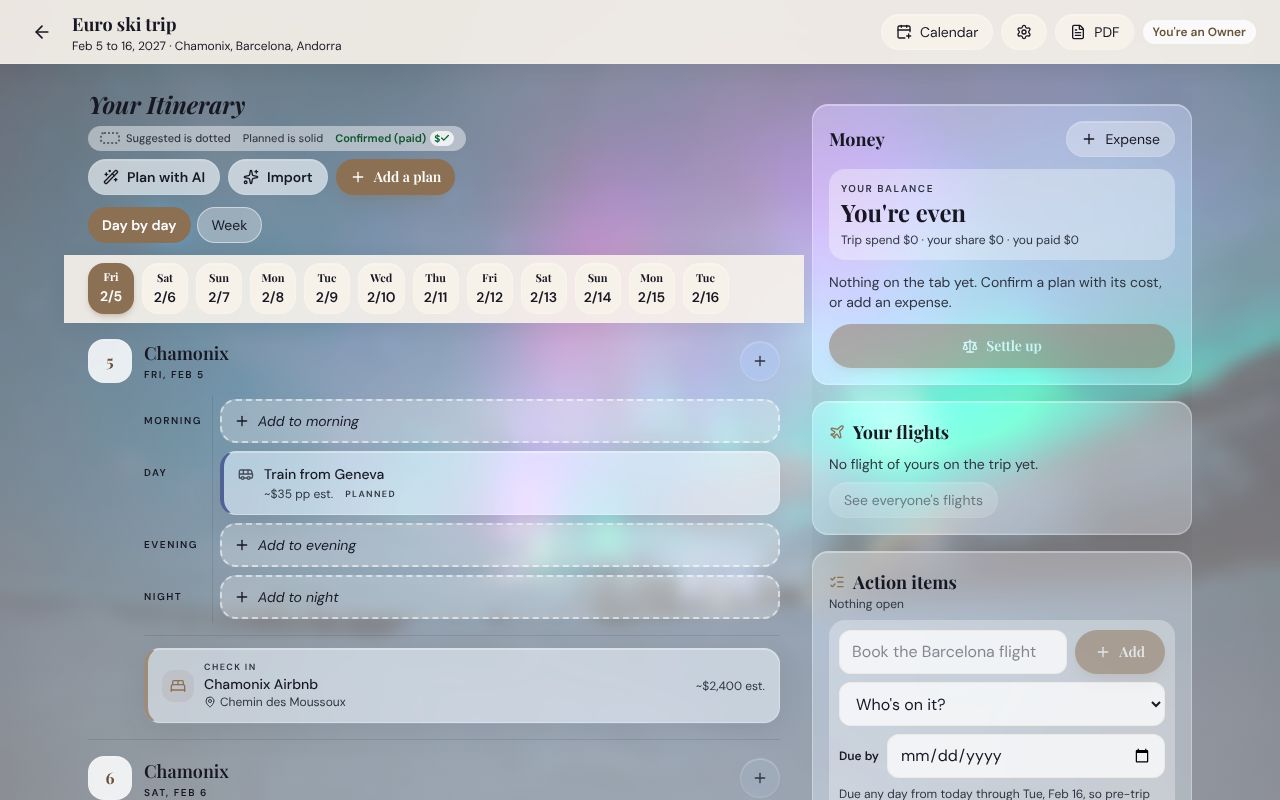 Euro ski trip
Feb 5 to 16, 2027 · Chamonix, Barcelona, Andorra
Calendar
PDF
You're an Owner
Your Itinerary
Suggested is dotted Planned is solid Confirmed (paid) $✓
Plan with AI
Import
+ Add a plan
Day by day
Week
Fri 2/5
Sat 2/6
Sun 2/7
Mon 2/8
Tue 2/9
Wed 2/10
Thu 2/11
Fri 2/12
Sat 2/13
Sun 2/14
Mon 2/15
Tue 2/16
5
Chamonix
FRI, FEB 5
+
MORNING
+ Add to morning
DAY
Train from Geneva
~$35 pp est. PLANNED
EVENING
+ Add to evening
NIGHT
+ Add to night
CHECK IN
Chamonix Airbnb
Chemin des Moussoux
~$2,400 est.
6
Chamonix
SAT, FEB 6
+
Money
+ Expense
YOUR BALANCE
You're even
Trip spend $0 · your share $0 · you paid $0
Nothing on the tab yet. Confirm a plan with its cost,
or add an expense.
Settle up
Your flights
No flight of yours on the trip yet.
See everyone's flights
Action items
Nothing open
Book the Barcelona flight
+ Add
Who's on it?
Due by
mm/dd/yyyy
Due any day from today through Tue, Feb 16, so pre-trip